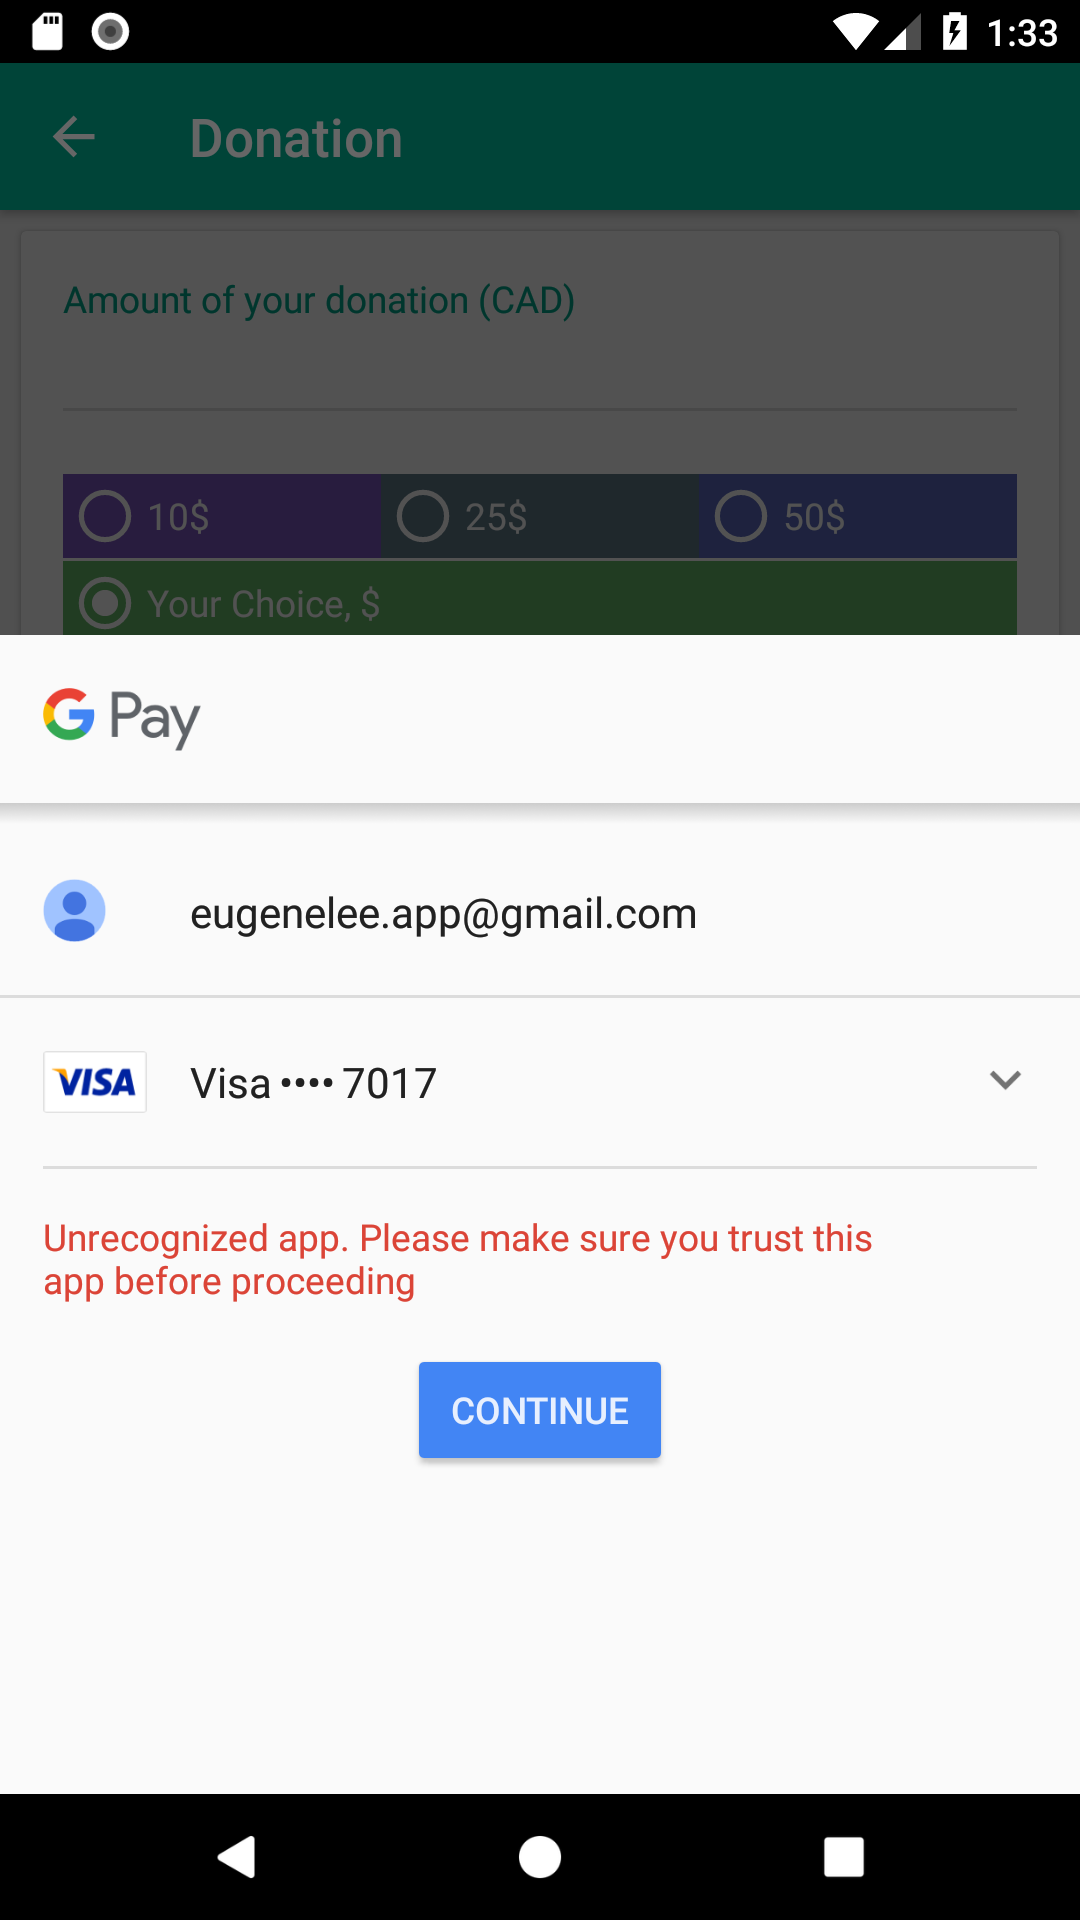 1:33
Donation
Amount of your donation (CAD)
10$ 25$ 50$
Your Choice, $
G Pay
eugenelee.app@gmail.com
VISA Visa •••• 7017
Unrecognized app. Please make sure you trust this
app before proceeding
CONTINUE